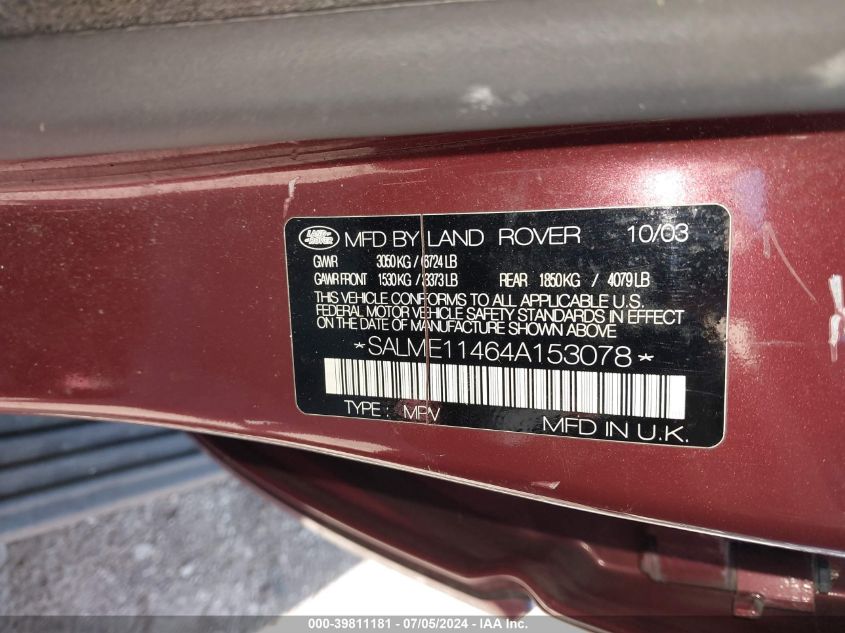 LAND ROVER MFD BY LAND ROVER 10/03
GVWR 3050 KG / 6724 LB
GAWR FRONT 1530 KG / 3373 LB REAR 1850 KG / 4079 LB
THIS VEHICLE CONFORMS TO ALL APPLICABLE U.S.
FEDERAL MOTOR VEHICLE SAFETY STANDARDS IN EFFECT
ON THE DATE OF MANUFACTURE SHOWN ABOVE
*SALME11464A153078*
TYPE : MPV MFD IN U.K.
000-39811181 - 07/05/2024 - IAA Inc.